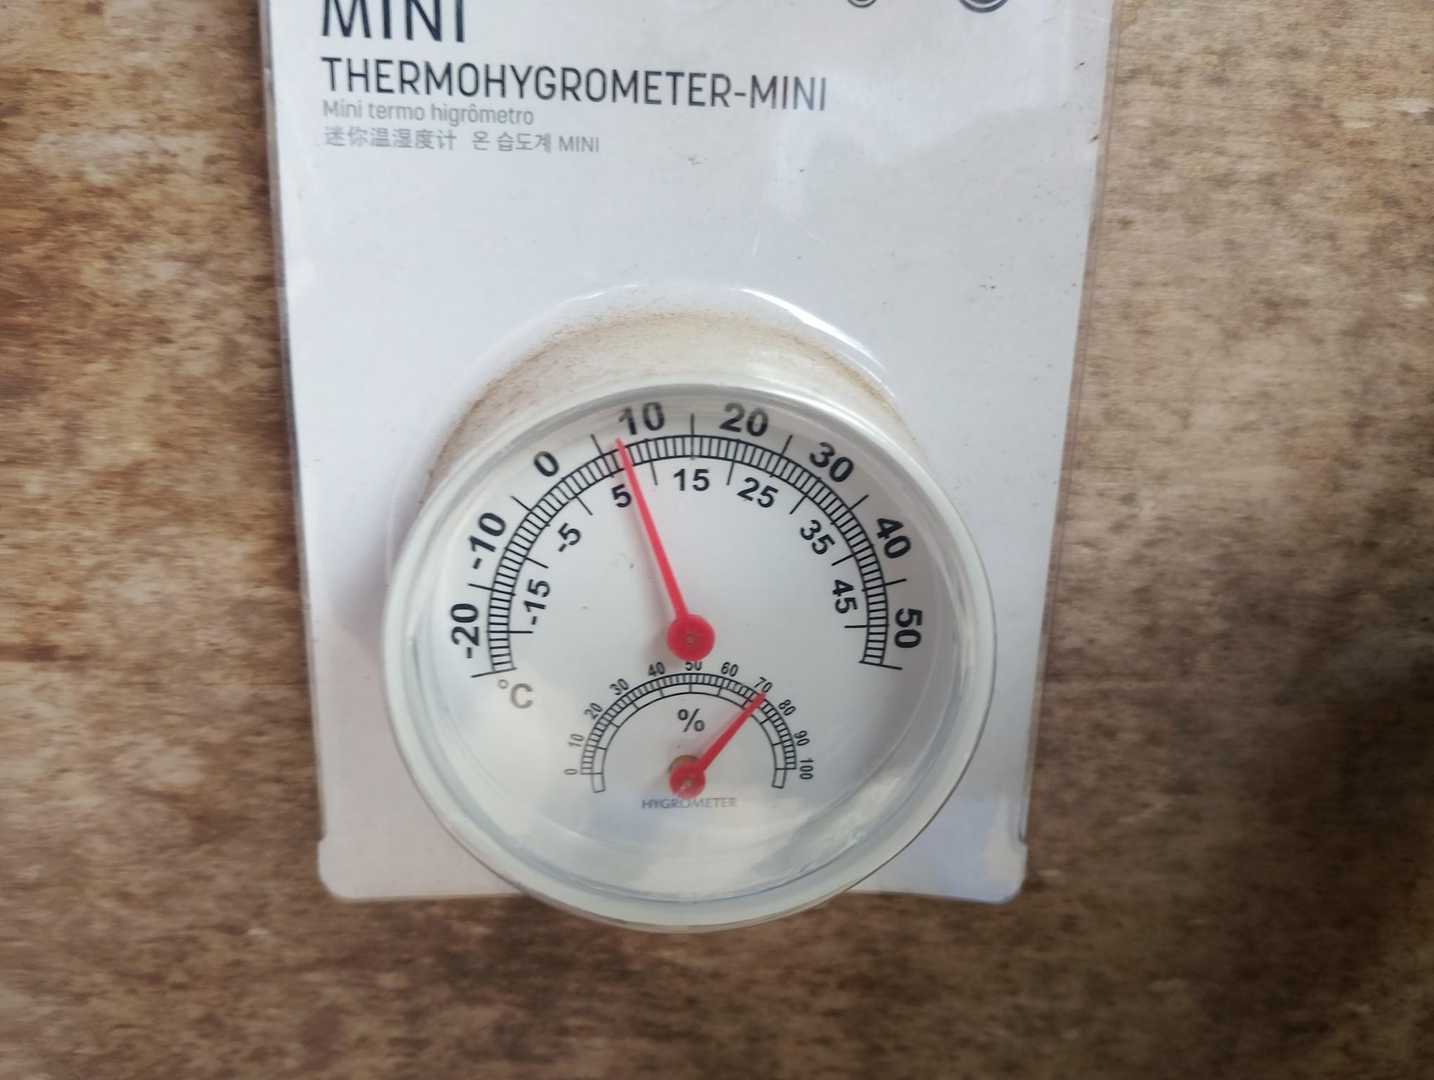 MINI
THERMOHYGROMETER-MINI
Mini termo higrômetro
迷你温湿度计 온 습도계 MINI
-20 -10 0 10 20 30 40 50
-15 -5 5 15 25 35 45
°C
0 10 20 30 40 50 60 70 80 90 100
%
HYGROMETER